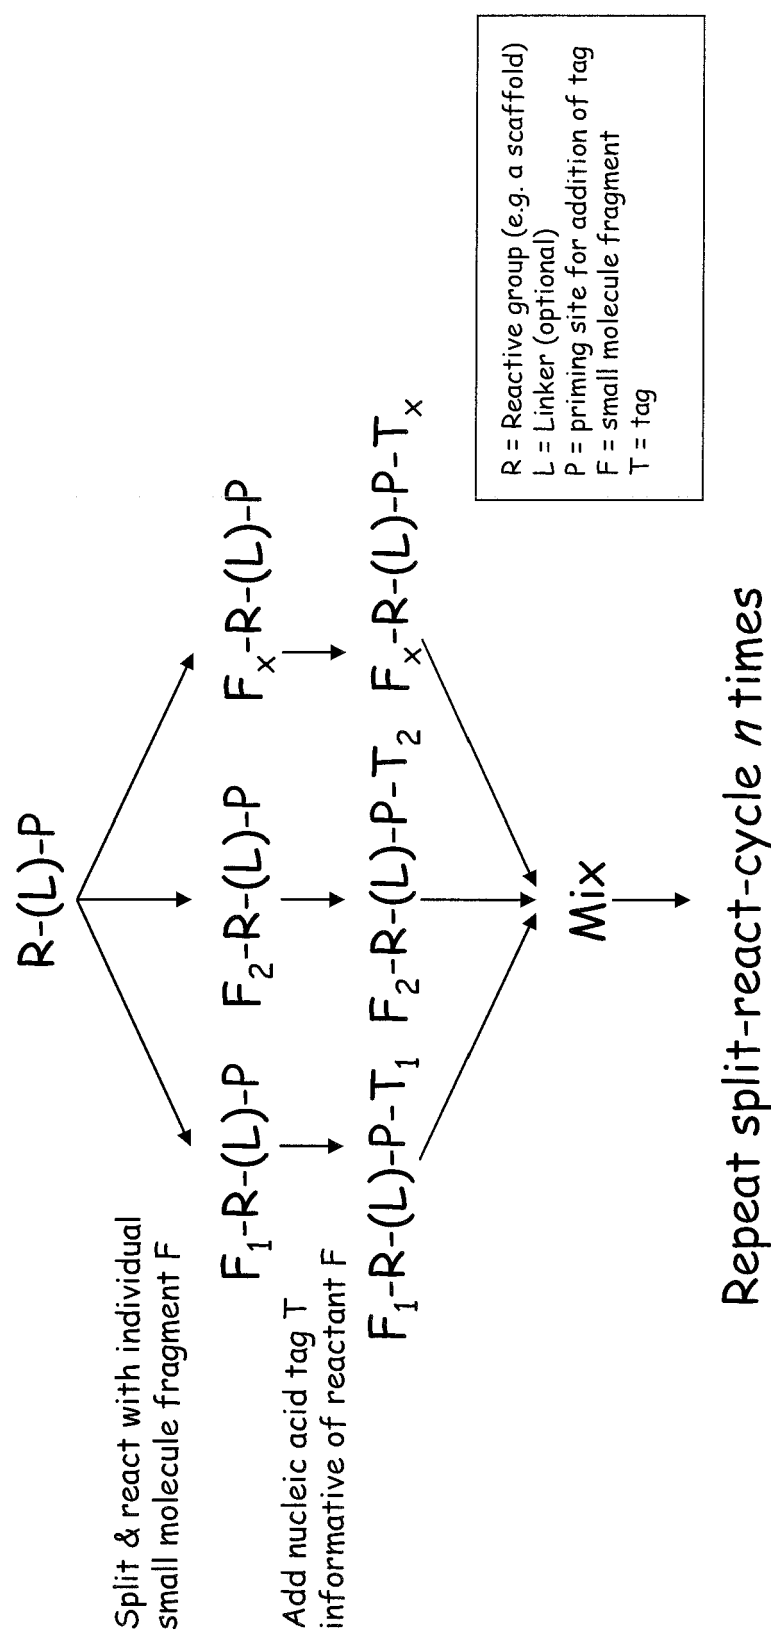 R-(L)-P
Split & react with individual
small molecule fragment F
F₁-R-(L)-P
F₂-R-(L)-P
Fₓ-R-(L)-P
Add nucleic acid tag T
informative of reactant F
F₁-R-(L)-P-T₁
F₂-R-(L)-P-T₂
Fₓ-R-(L)-P-Tₓ
Mix
Repeat split-react-cycle n times
R = Reactive group (e.g. a scaffold)
L = Linker (optional)
P = priming site for addition of tag
F = small molecule fragment
T = tag